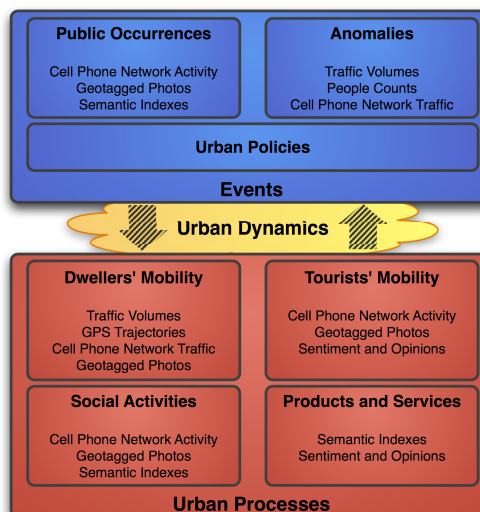 Public Occurrences
Cell Phone Network Activity
Geotagged Photos
Semantic Indexes
Anomalies
Traffic Volumes
People Counts
Cell Phone Network Traffic
Urban Policies
Events
Urban Dynamics
Dwellers' Mobility
Traffic Volumes
GPS Trajectories
Cell Phone Network Traffic
Geotagged Photos
Tourists' Mobility
Cell Phone Network Activity
Geotagged Photos
Sentiment and Opinions
Social Activities
Cell Phone Network Activity
Geotagged Photos
Semantic Indexes
Products and Services
Semantic Indexes
Sentiment and Opinions
Urban Processes